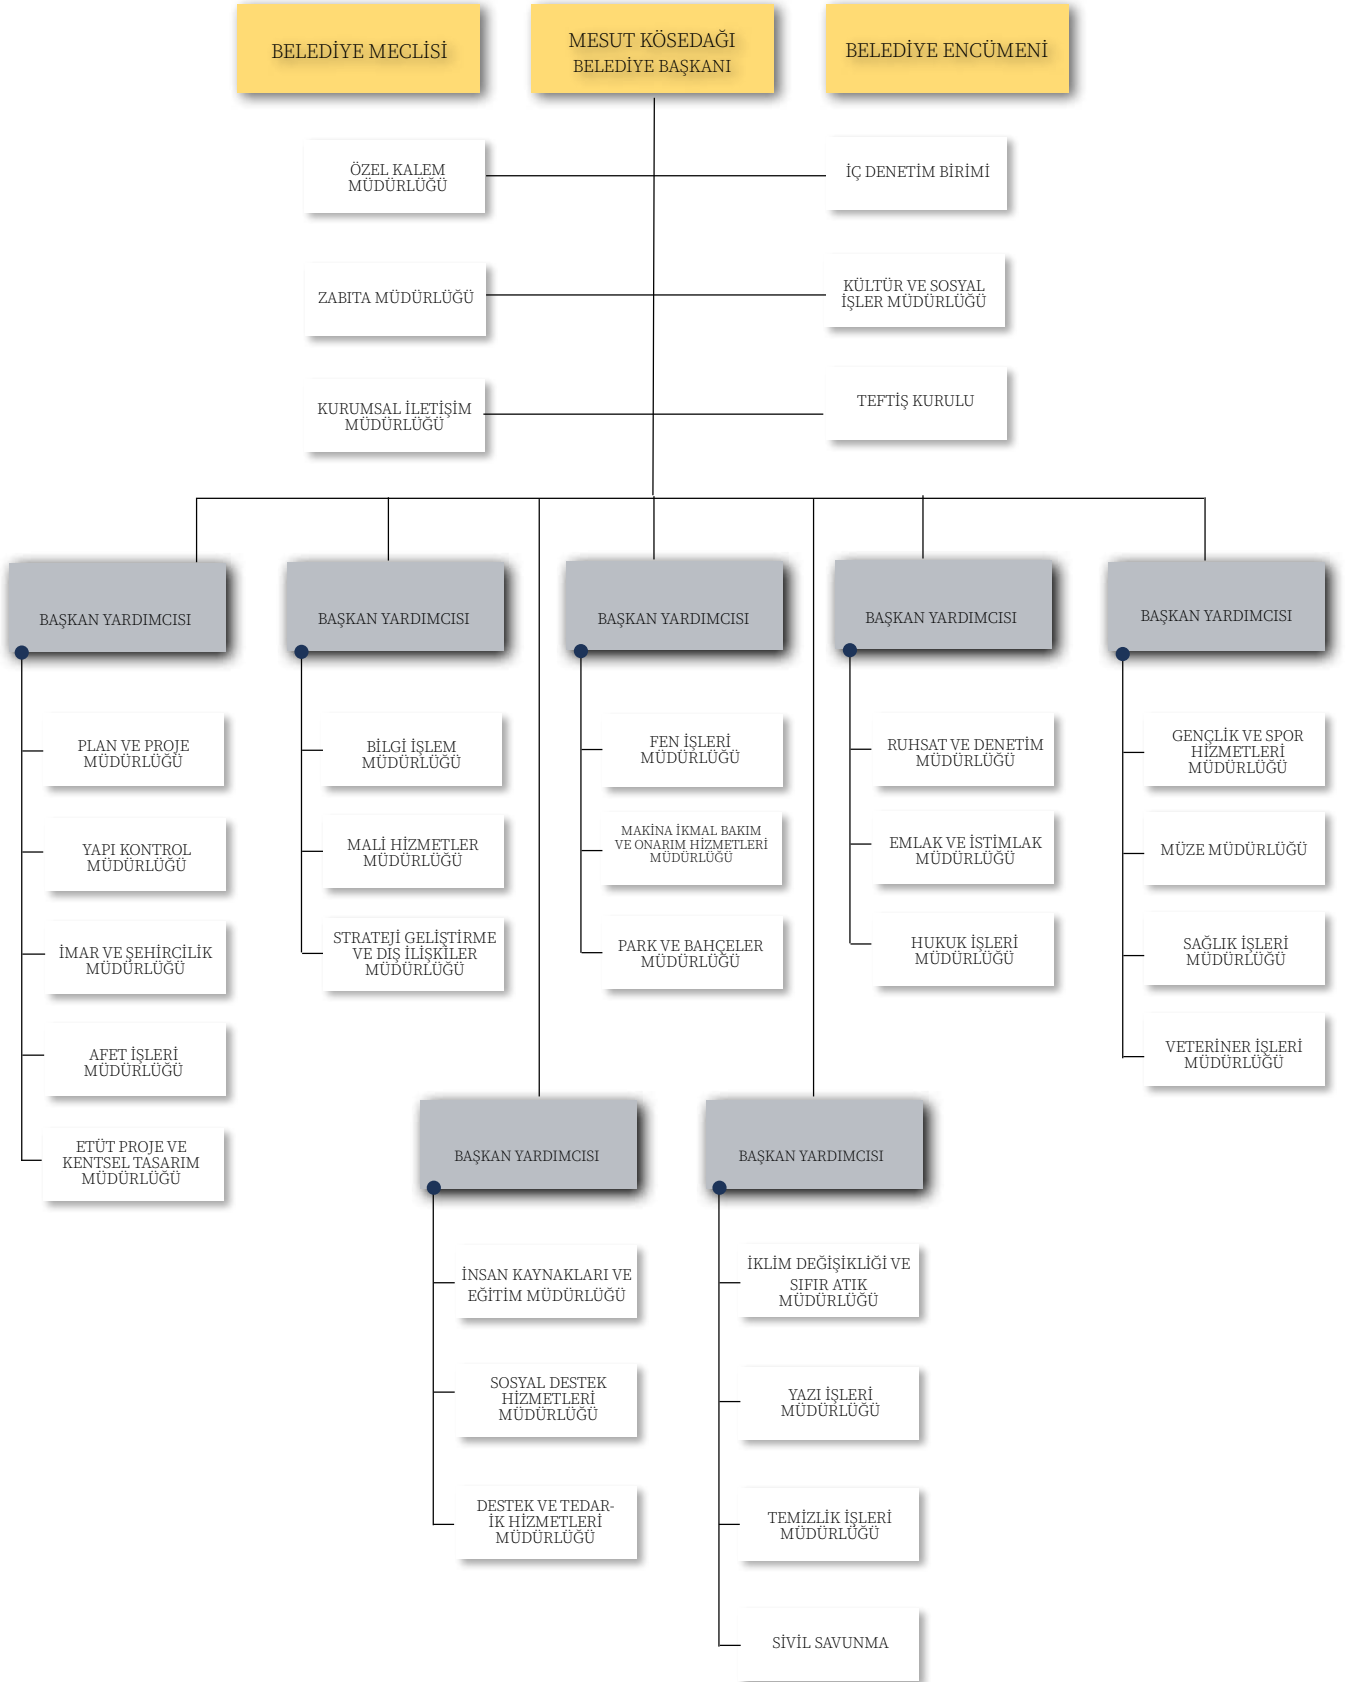 BELEDİYE MECLİSİ
MESUT KÖSEDAĞI
BELEDİYE BAŞKANI
BELEDİYE ENCÜMENİ
ÖZEL KALEM
MÜDÜRLÜĞÜ
İÇ DENETİM BİRİMİ
ZABITA MÜDÜRLÜĞÜ
KÜLTÜR VE SOSYAL
İŞLER MÜDÜRLÜĞÜ
KURUMSAL İLETİŞİM
MÜDÜRLÜĞÜ
TEFTİŞ KURULU
BAŞKAN YARDIMCISI
PLAN VE PROJE
MÜDÜRLÜĞÜ
YAPI KONTROL
MÜDÜRLÜĞÜ
İMAR VE ŞEHİRCİLİK
MÜDÜRLÜĞÜ
AFET İŞLERİ
MÜDÜRLÜĞÜ
ETÜT PROJE VE
KENTSEL TASARIM
MÜDÜRLÜĞÜ
BAŞKAN YARDIMCISI
BİLGİ İŞLEM
MÜDÜRLÜĞÜ
MALİ HİZMETLER
MÜDÜRLÜĞÜ
STRATEJİ GELİŞTİRME
VE DIŞ İLİŞKİLER
MÜDÜRLÜĞÜ
BAŞKAN YARDIMCISI
FEN İŞLERİ
MÜDÜRLÜĞÜ
MAKİNA İKMAL BAKIM
VE ONARIM HİZMETLERİ
MÜDÜRLÜĞÜ
PARK VE BAHÇELER
MÜDÜRLÜĞÜ
BAŞKAN YARDIMCISI
RUHSAT VE DENETİM
MÜDÜRLÜĞÜ
EMLAK VE İSTİMLAK
MÜDÜRLÜĞÜ
HUKUK İŞLERİ
MÜDÜRLÜĞÜ
BAŞKAN YARDIMCISI
GENÇLİK VE SPOR
HİZMETLERİ
MÜDÜRLÜĞÜ
MÜZE MÜDÜRLÜĞÜ
SAĞLIK İŞLERİ
MÜDÜRLÜĞÜ
VETERİNER İŞLERİ
MÜDÜRLÜĞÜ
BAŞKAN YARDIMCISI
İNSAN KAYNAKLARI VE
EĞİTİM MÜDÜRLÜĞÜ
SOSYAL DESTEK
HİZMETLERİ
MÜDÜRLÜĞÜ
DESTEK VE TEDAR-
İK HİZMETLERİ
MÜDÜRLÜĞÜ
BAŞKAN YARDIMCISI
İKLİM DEĞİŞİKLİĞİ VE
SIFIR ATIK
MÜDÜRLÜĞÜ
YAZI İŞLERİ
MÜDÜRLÜĞÜ
TEMİZLİK İŞLERİ
MÜDÜRLÜĞÜ
SİVİL SAVUNMA